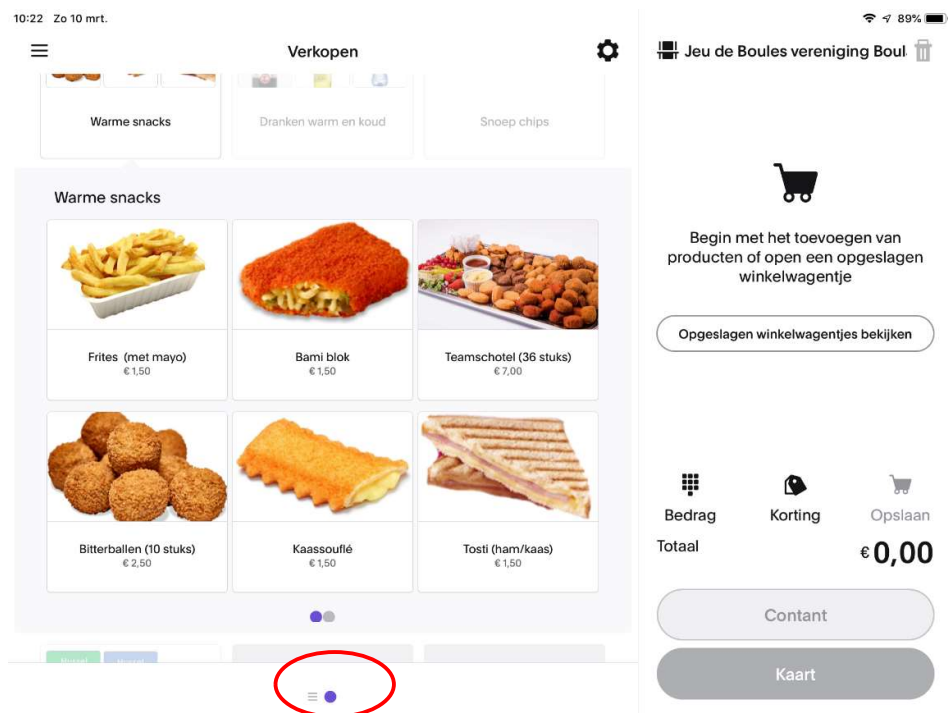 10:22 Zo 10 mrt.
89%
Verkopen
Jeu de Boules vereniging Boul
Warme snacks
Dranken warm en koud
Snoep chips
Warme snacks
Frites (met mayo)
€ 1,50
Bami blok
€ 1,50
Teamschotel (36 stuks)
€ 7,00
Bitterballen (10 stuks)
€ 2,50
Kaassouflé
€ 1,50
Tosti (ham/kaas)
€ 1,50
Begin met het toevoegen van
producten of open een opgeslagen
winkelwagentje
Opgeslagen winkelwagentjes bekijken
Bedrag
Korting
Opslaan
Totaal
€ 0,00
Contant
Kaart